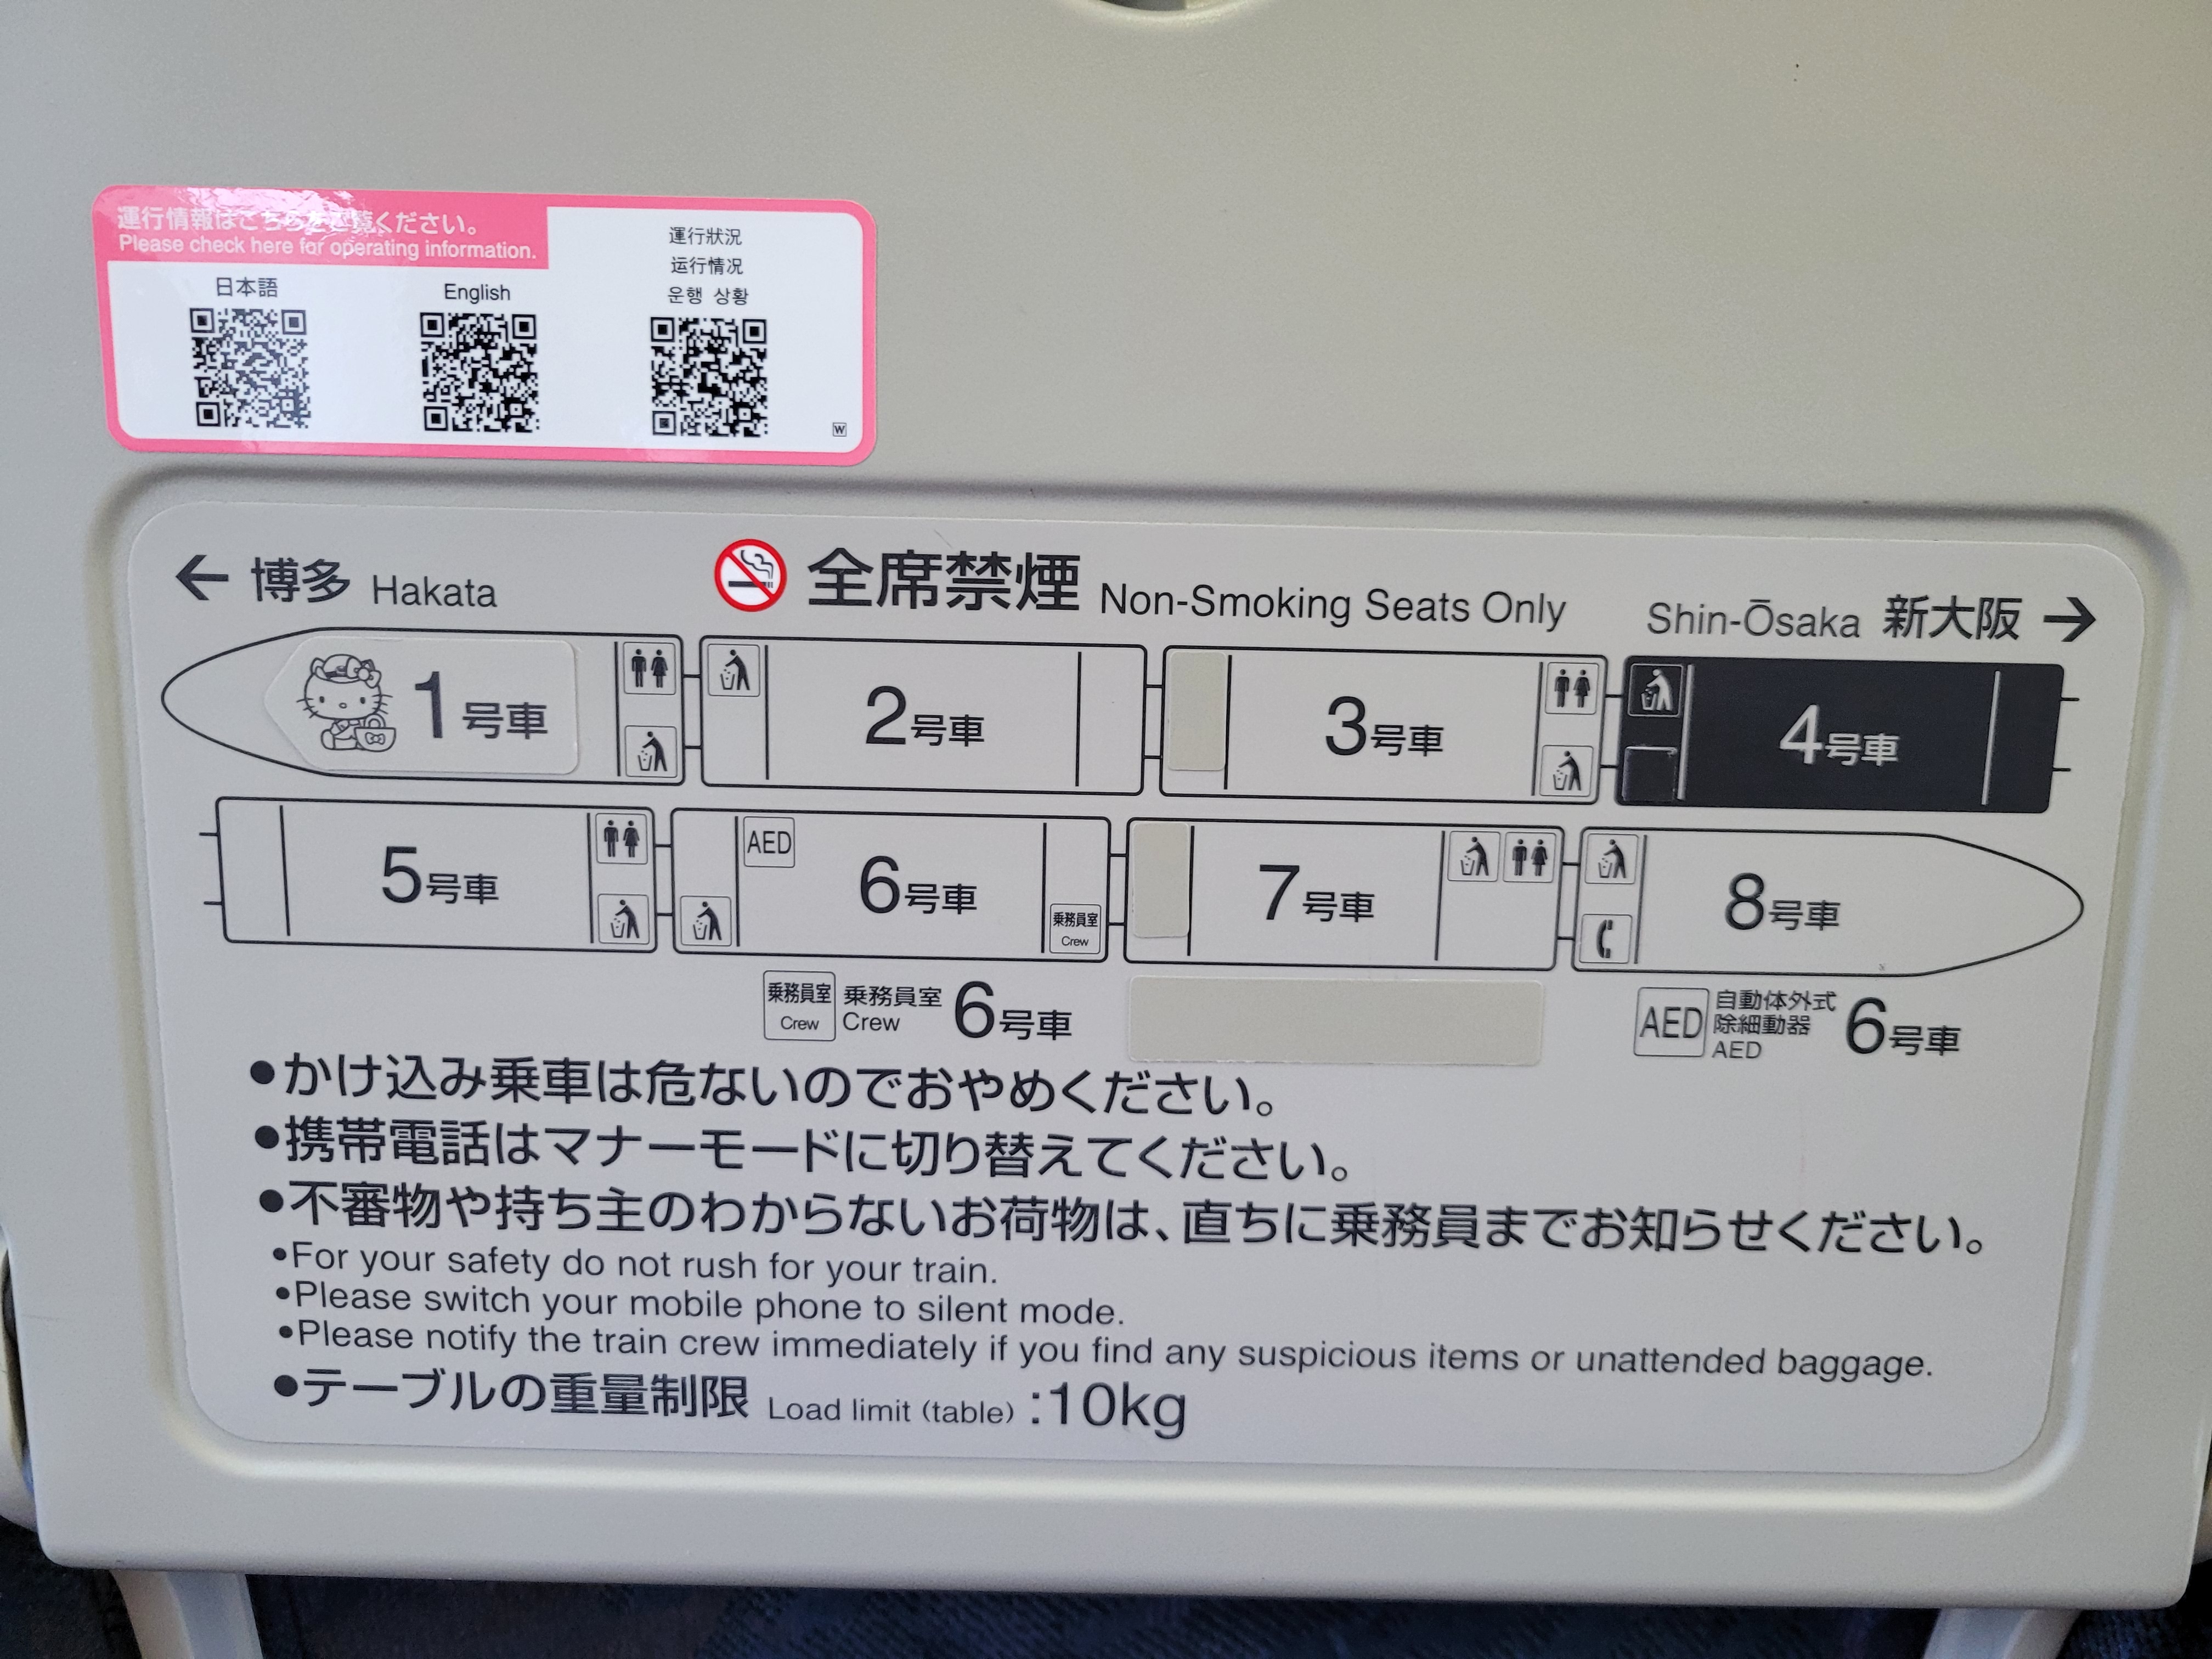 運行情報はこちらをご覧ください。
Please check here for operating information.
日本語
English
運行狀況
运行情况
운행 상황
W
← 博多 Hakata
全席禁煙 Non-Smoking Seats Only
Shin-Ōsaka 新大阪 →
1号車
2号車
3号車
4号車
5号車
AED
6号車
乗務員室
Crew
7号車
8号車
乗務員室
Crew
乗務員室
Crew
6号車
AED
自動体外式
除細動器
AED
6号車
●かけ込み乗車は危ないのでおやめください。
●携帯電話はマナーモードに切り替えてください。
●不審物や持ち主のわからないお荷物は、直ちに乗務員までお知らせください。
●For your safety do not rush for your train.
●Please switch your mobile phone to silent mode.
●Please notify the train crew immediately if you find any suspicious items or unattended baggage.
●テーブルの重量制限 Load limit (table) :10kg